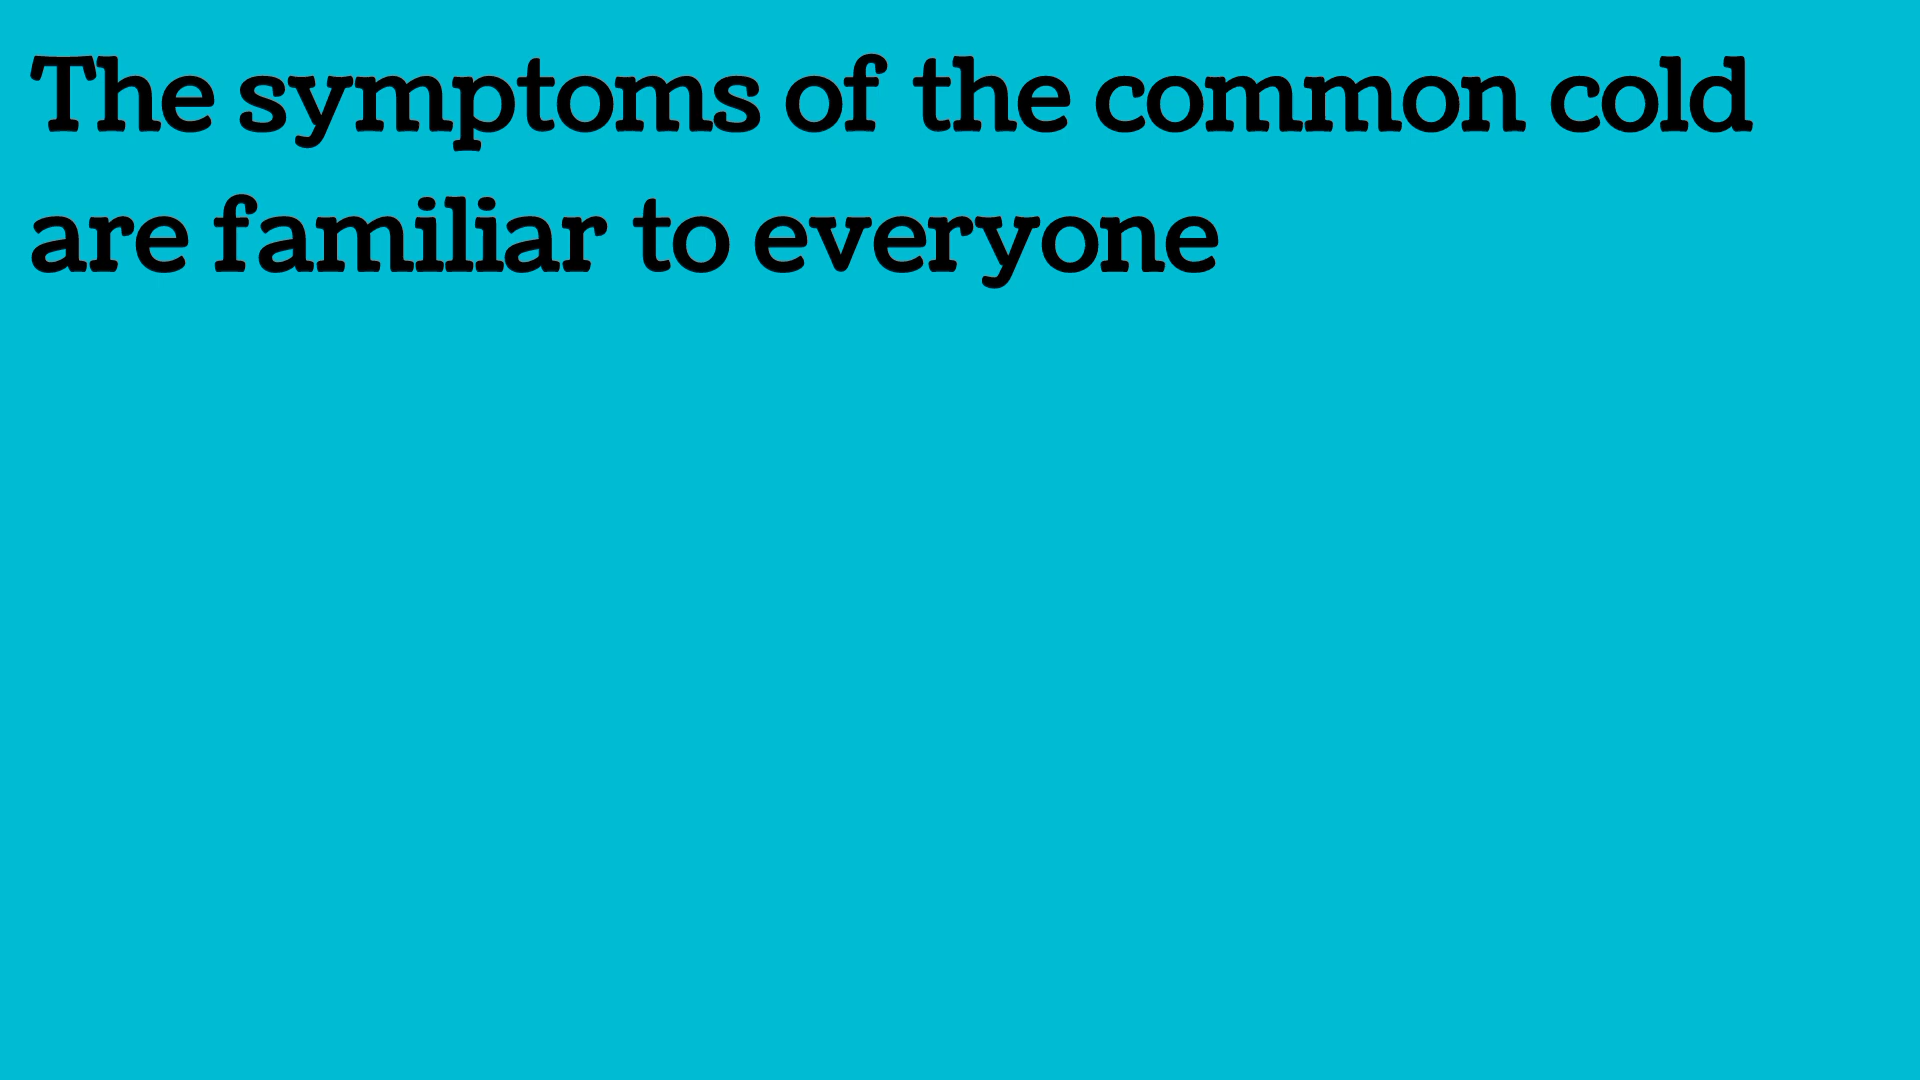 The symptoms of the common cold
are familiar to everyone